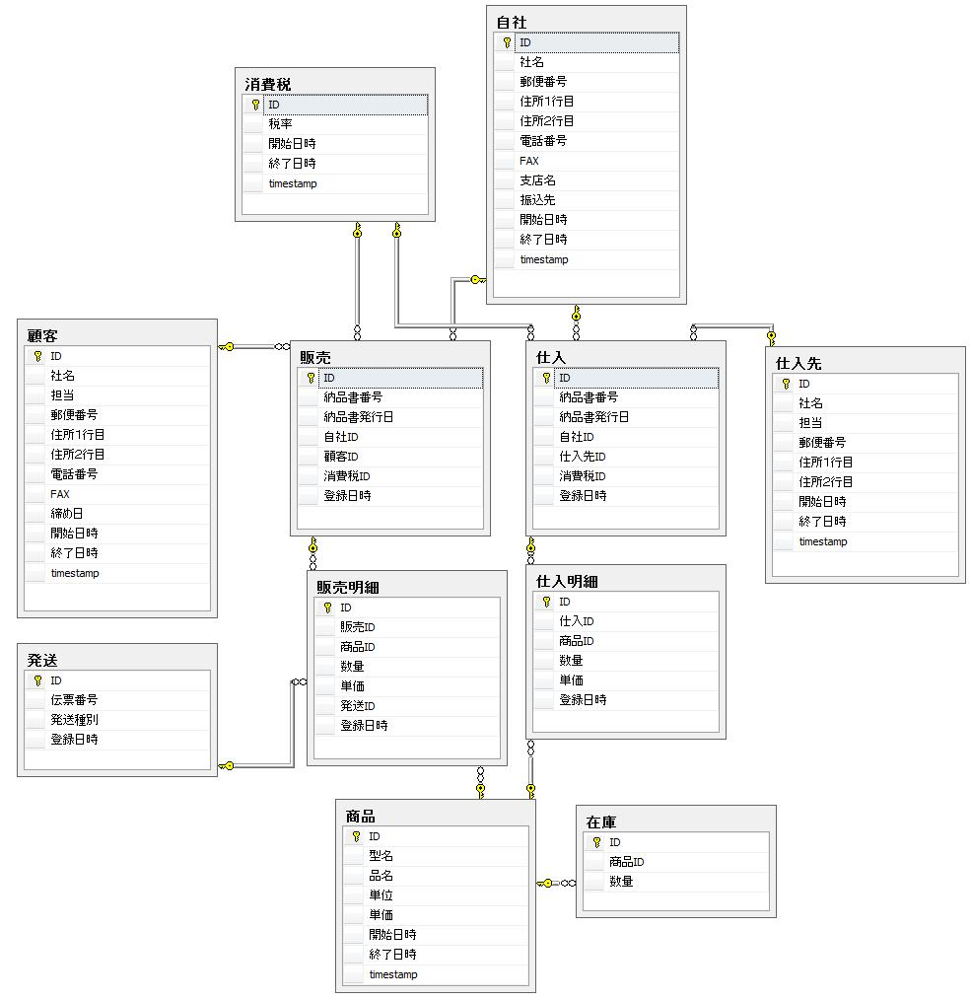 自社
ID
社名
郵便番号
住所1行目
住所2行目
電話番号
FAX
支店名
振込先
開始日時
終了日時
timestamp
消費税
ID
税率
開始日時
終了日時
timestamp
顧客
ID
社名
担当
郵便番号
住所1行目
住所2行目
電話番号
FAX
締め日
開始日時
終了日時
timestamp
販売
ID
納品書番号
納品書発行日
自社ID
顧客ID
消費税ID
登録日時
仕入
ID
納品書番号
納品書発行日
自社ID
仕入先ID
消費税ID
登録日時
仕入先
ID
社名
担当
郵便番号
住所1行目
住所2行目
開始日時
終了日時
timestamp
販売明細
ID
販売ID
商品ID
数量
単価
発送ID
登録日時
仕入明細
ID
仕入ID
商品ID
数量
単価
登録日時
発送
ID
伝票番号
発送種別
登録日時
商品
ID
型名
品名
単位
単価
開始日時
終了日時
timestamp
在庫
ID
商品ID
数量